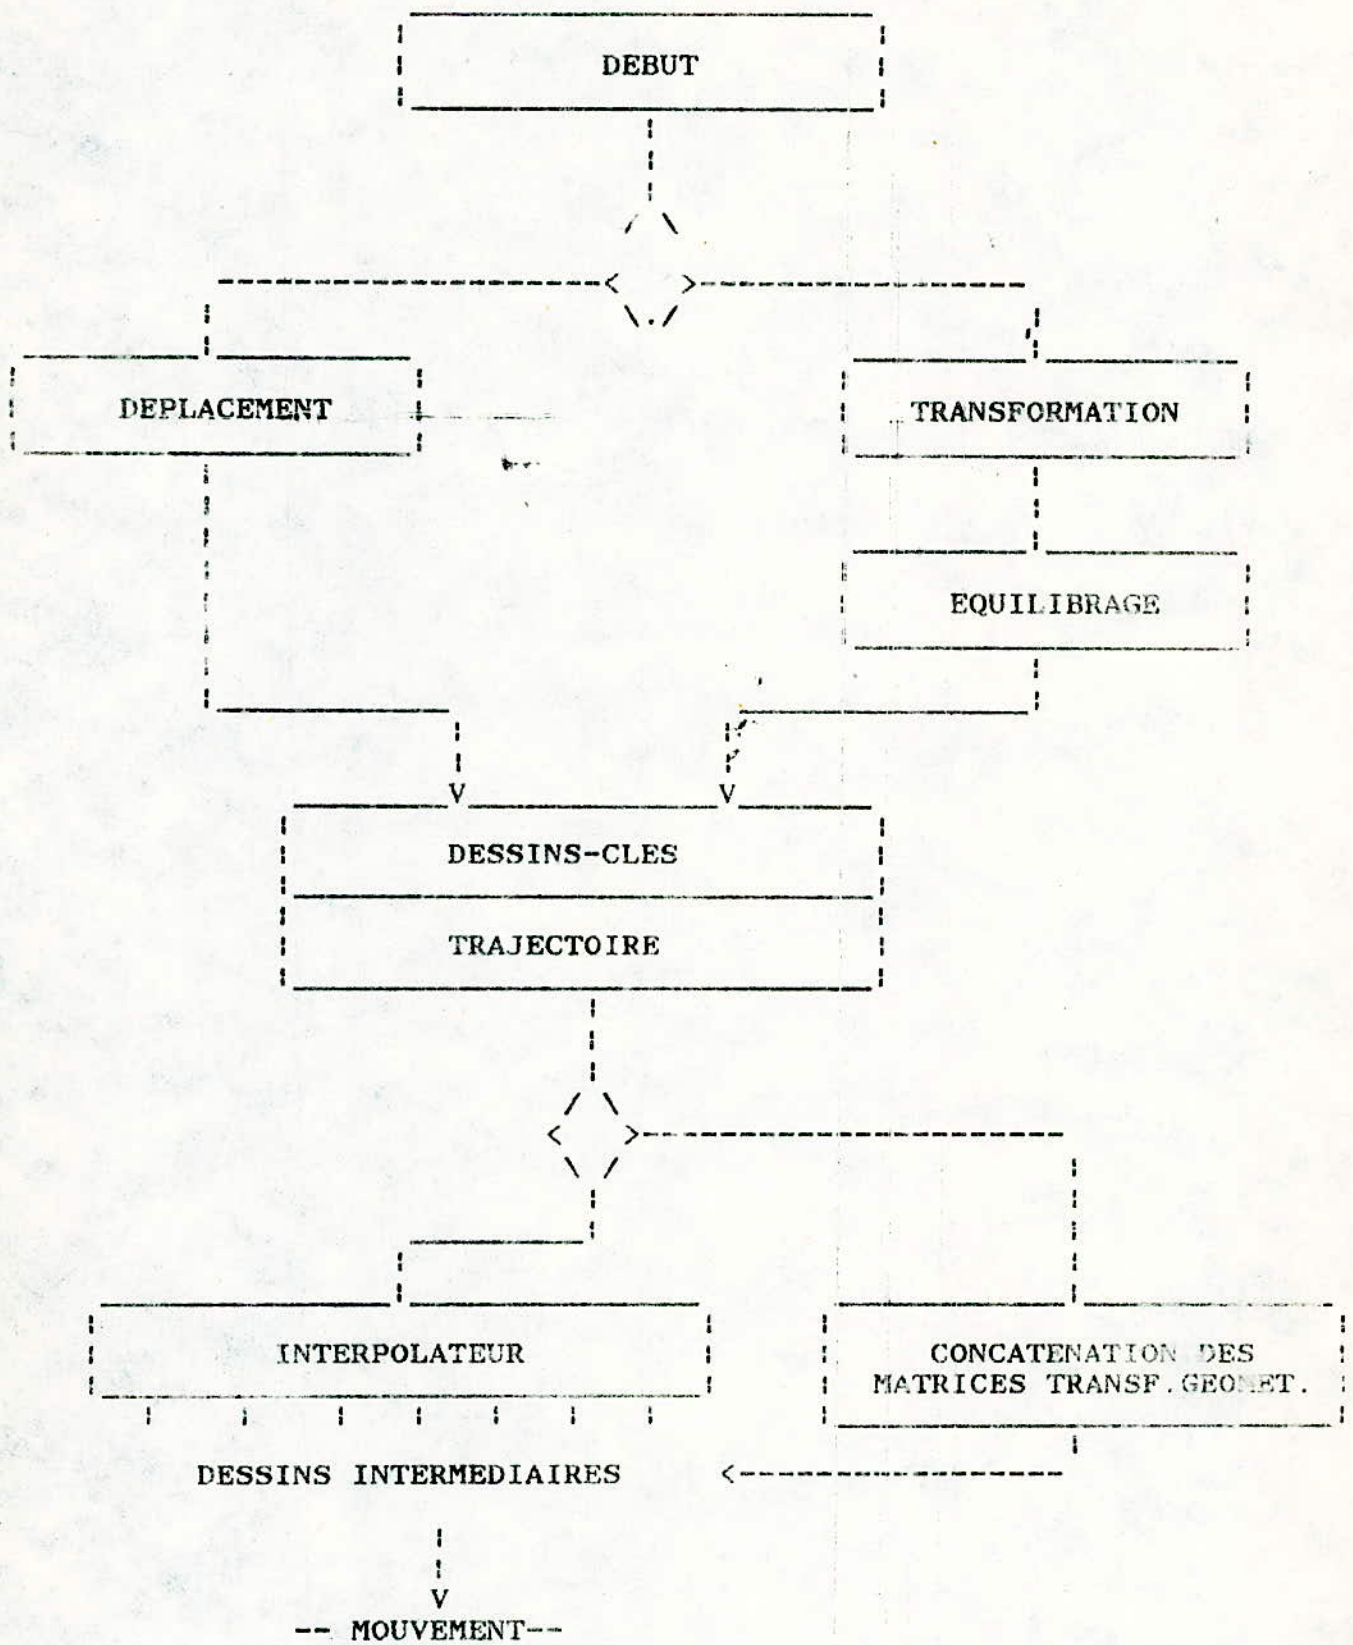 DEBUT
DEPLACEMENT
TRANSFORMATION
EQUILIBRAGE
DESSINS-CLES
TRAJECTOIRE
INTERPOLATEUR
CONCATENATION DES
MATRICES TRANSF.GEOMET.
DESSINS INTERMEDIAIRES
-- MOUVEMENT--